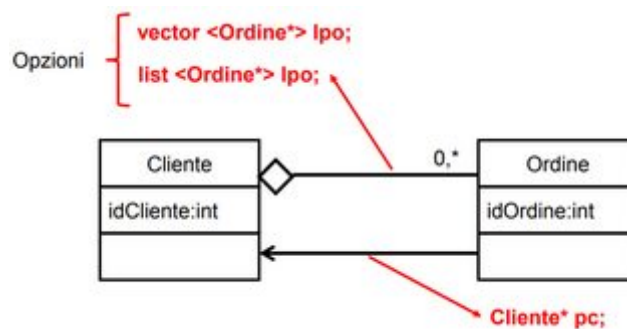 vector <Ordine*> lpo;
Opzioni
list <Ordine*> lpo;
Cliente
0,*
Ordine
idCliente:int
idOrdine:int
Cliente* pc;